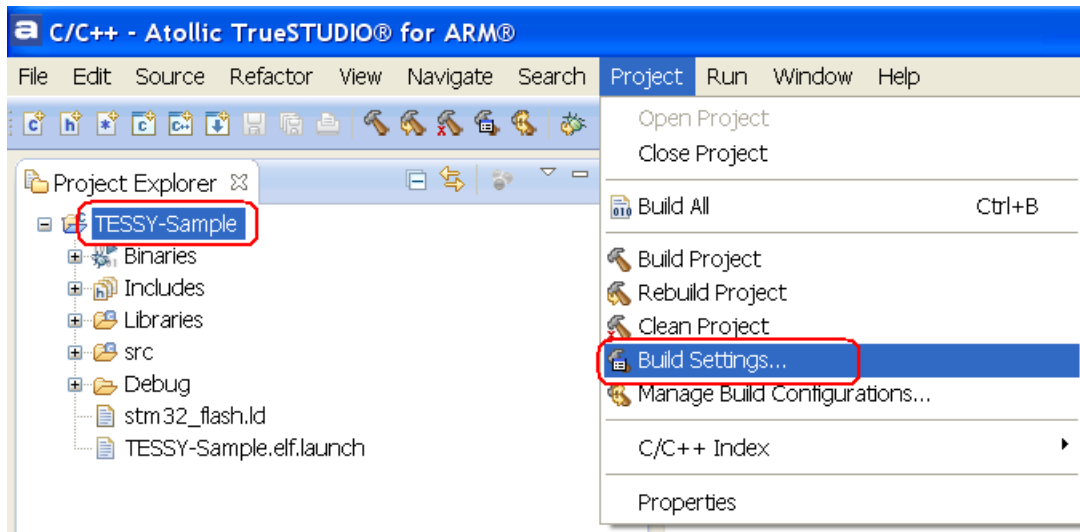 C/C++ - Atollic TrueSTUDIO® for ARM®
File Edit Source Refactor View Navigate Search Project Run Window Help
Project Explorer
TESSY-Sample
Binaries
Includes
Libraries
src
Debug
stm32_flash.ld
TESSY-Sample.elf.launch
Open Project
Close Project
Build All Ctrl+B
Build Project
Rebuild Project
Clean Project
Build Settings...
Manage Build Configurations...
C/C++ Index
Properties